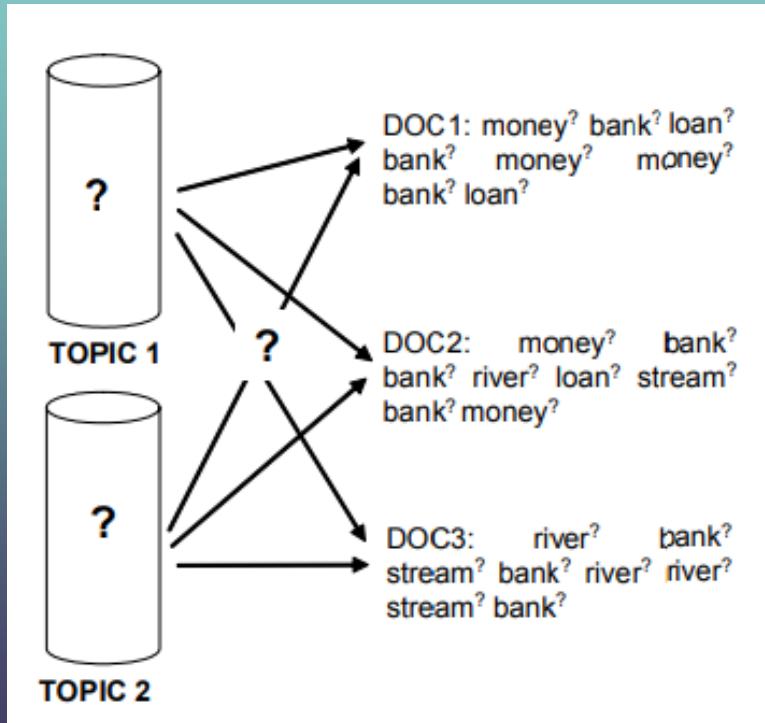 ?
TOPIC 1
?
TOPIC 2
?
DOC1: money? bank? loan?
bank? money? money?
bank? loan?
DOC2: money? bank?
bank? river? loan? stream?
bank? money?
DOC3: river? bank?
stream? bank? river? river?
stream? bank?